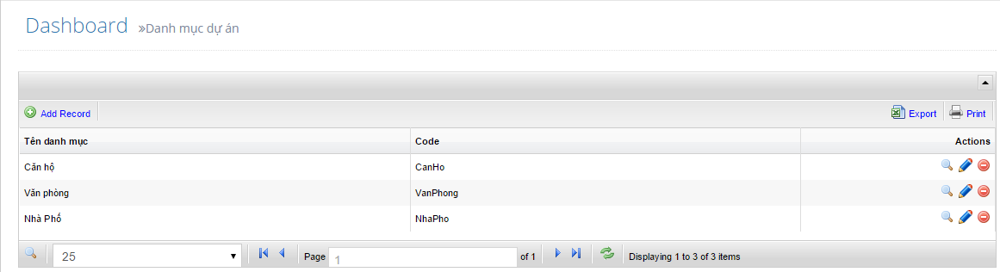 Dashboard »Danh mục dự án
Add Record Export Print
Tên danh mục Code Actions
Căn hộ CanHo
Văn phòng VanPhong
Nhà Phố NhaPho
25 Page 1 of 1 Displaying 1 to 3 of 3 items